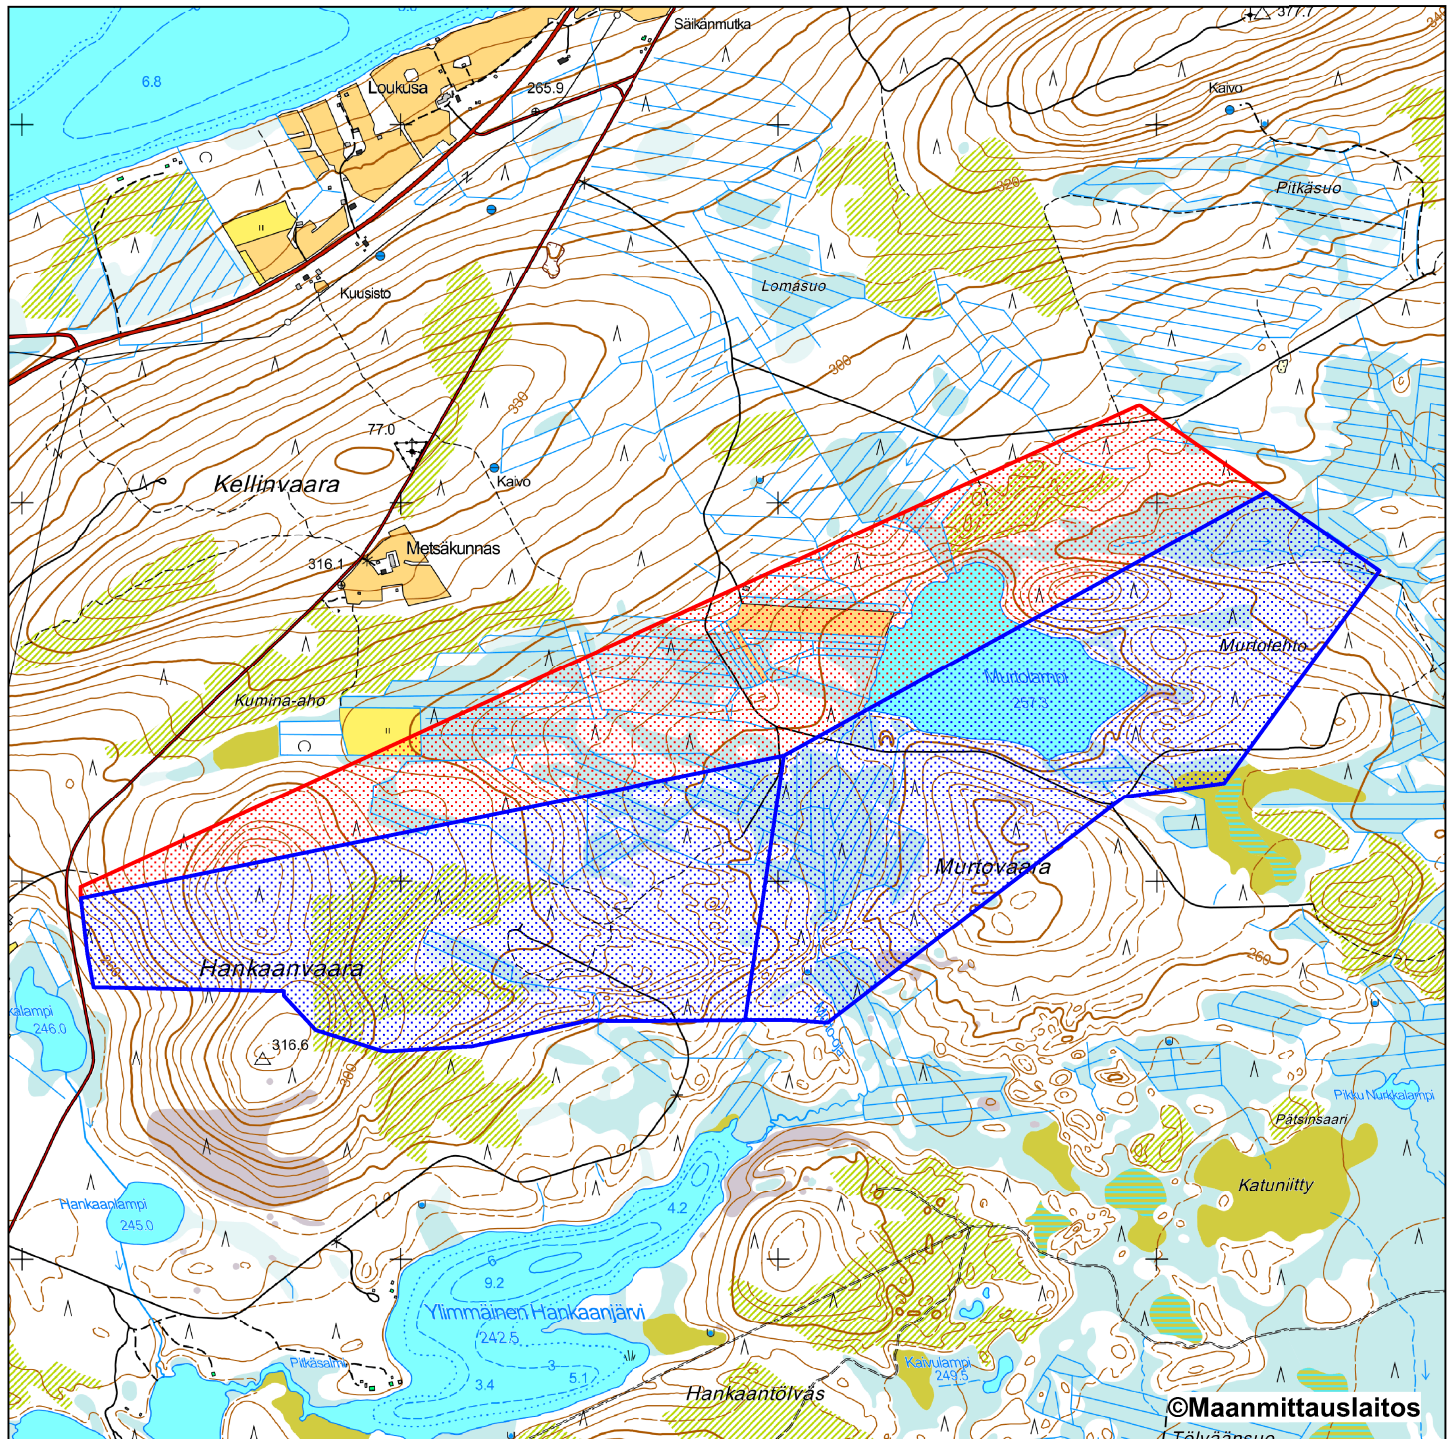 377.7
Säikänmutka
6.8
Loukusa
265.9
Kaivo
Pitkäsuo
320
Lomasuo
Kuusisto
300
330
77.0
Kellinvaara
Kaivo
Metsäkunnas
316.1
Murtolehto
Murtolampi
257.5
Kumina-aho
Murtovaara
Hankaanvaara
260
246.0
316.6
300
Pikku Nurkkalampi
Pätsinsaari
Katuniitty
Hankaanlampi
245.0
4.2
6
9.2
Ylimmäinen Hankaanjärvi
242.5
3
5.1
3.4
Pitkäsalmi
Kaivulampi
249.5
Hankaantölväs
©Maanmittauslaitos